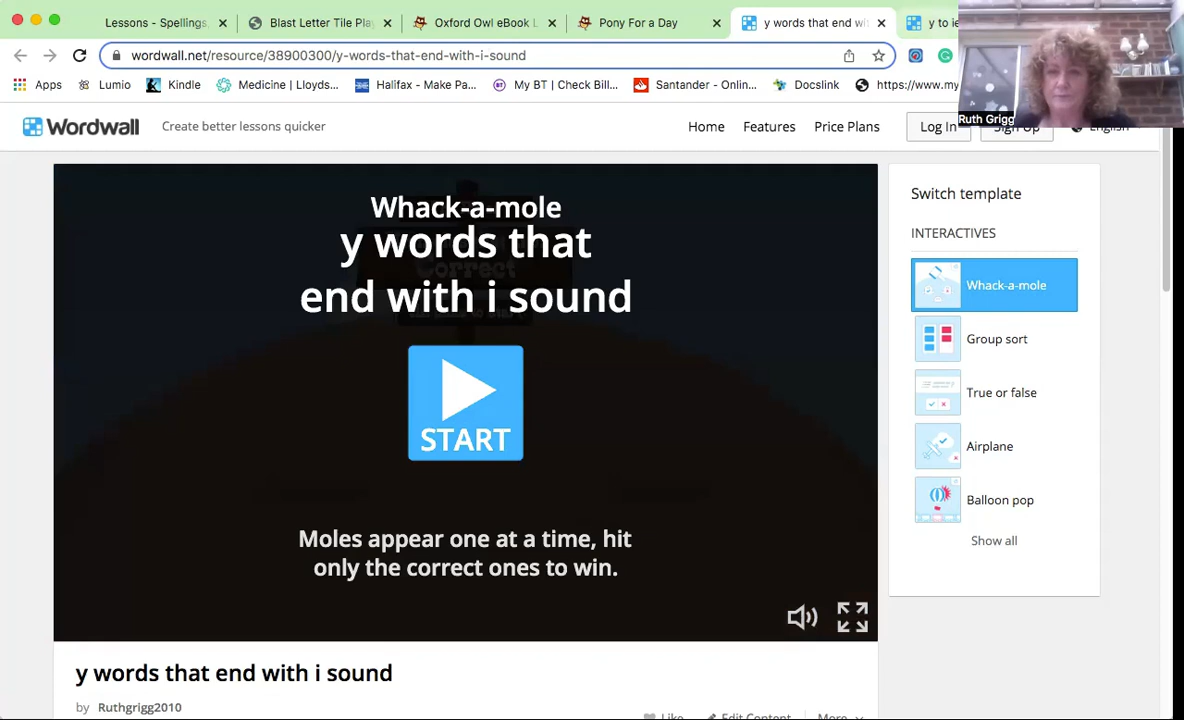 Lessons - Spellings, Blast Letter Tile Play Oxford Owl eBook L Pony For a Day y words that end wit y to ie
wordwall.net/resource/38900300/y-words-that-end-with-i-sound
Apps Lumio Kindle Medicine | Lloyds... Halifax - Make Pa... My BT | Check Bill... Santander - Onlin... Docslink https://www.my
Ruth Grigg
Wordwall Create better lessons quicker Home Features Price Plans Log In Sign Up English
Whack-a-mole
y words that
end with i sound
Correct
START
Moles appear one at a time, hit
only the correct ones to win.
Switch template
INTERACTIVES
Whack-a-mole
Group sort
True or false
Airplane
Balloon pop
Show all
y words that end with i sound
by Ruthgrigg2010
Like Edit Content More